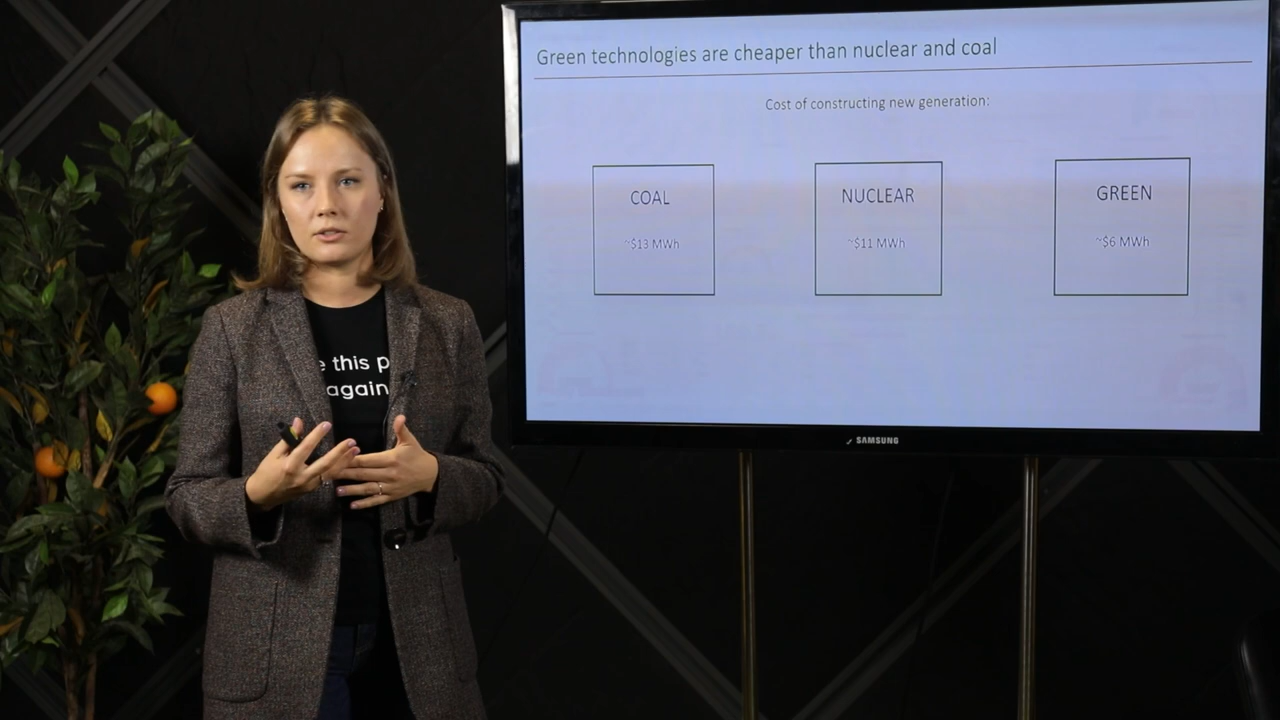 Green technologies are cheaper than nuclear and coal
Cost of constructing new generation:
COAL
~$13 MWh
NUCLEAR
~$11 MWh
GREEN
~$6 MWh
e this p
again
SAMSUNG